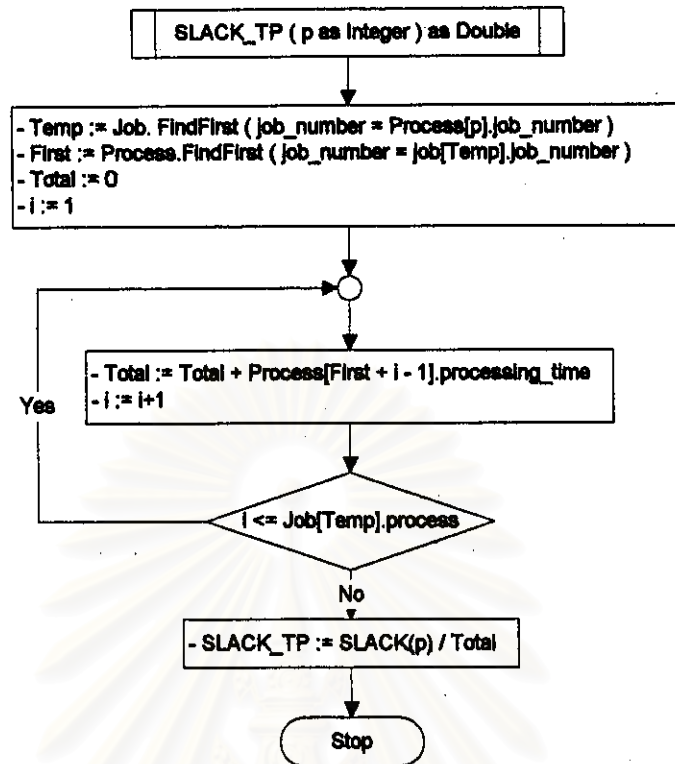 SLACK_TP ( p as Integer ) as Double
- Temp := Job. FindFirst ( job_number = Process[p].job_number )
- First := Process.FindFirst ( job_number = job[Temp].job_number )
- Total := 0
- i := 1
- Total := Total + Process[First + i - 1].processing_time
- i := i+1
Yes
i <= Job[Temp].process
No
- SLACK_TP := SLACK(p) / Total
Stop